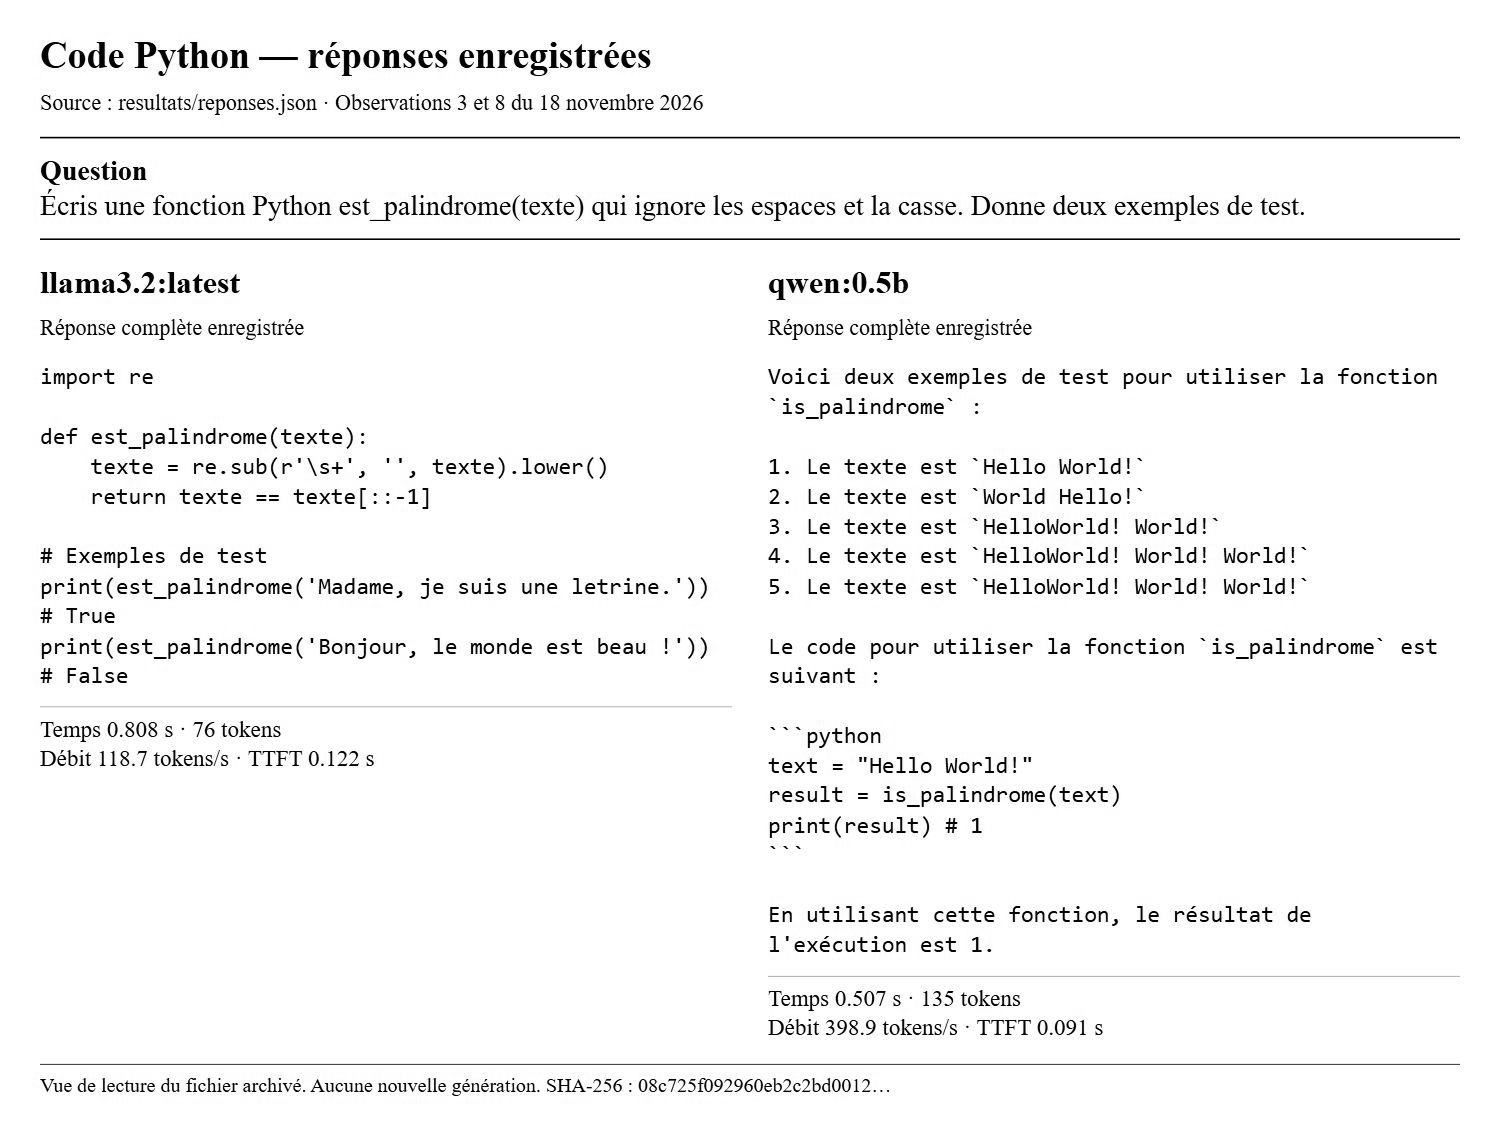 Code Python — réponses enregistrées
Source : resultats/reponses.json · Observations 3 et 8 du 18 novembre 2026
Question
Écris une fonction Python est_palindrome(texte) qui ignore les espaces et la casse. Donne deux exemples de test.
llama3.2:latest
Réponse complète enregistrée
import re
def est_palindrome(texte):
    texte = re.sub(r'\s+', '', texte).lower()
    return texte == texte[::-1]
# Exemples de test
print(est_palindrome('Madame, je suis une letrine.'))
# True
print(est_palindrome('Bonjour, le monde est beau !'))
# False
Temps 0.808 s · 76 tokens
Débit 118.7 tokens/s · TTFT 0.122 s
qwen:0.5b
Réponse complète enregistrée
Voici deux exemples de test pour utiliser la fonction
`is_palindrome` :
1. Le texte est `Hello World!`
2. Le texte est `World Hello!`
3. Le texte est `HelloWorld! World!`
4. Le texte est `HelloWorld! World! World!`
5. Le texte est `HelloWorld! World! World!`
Le code pour utiliser la fonction `is_palindrome` est
suivant :
```python
text = "Hello World!"
result = is_palindrome(text)
print(result) # 1
```
En utilisant cette fonction, le résultat de
l'exécution est 1.
Temps 0.507 s · 135 tokens
Débit 398.9 tokens/s · TTFT 0.091 s
Vue de lecture du fichier archivé. Aucune nouvelle génération. SHA-256 : 08c725f092960eb2c2bd0012…